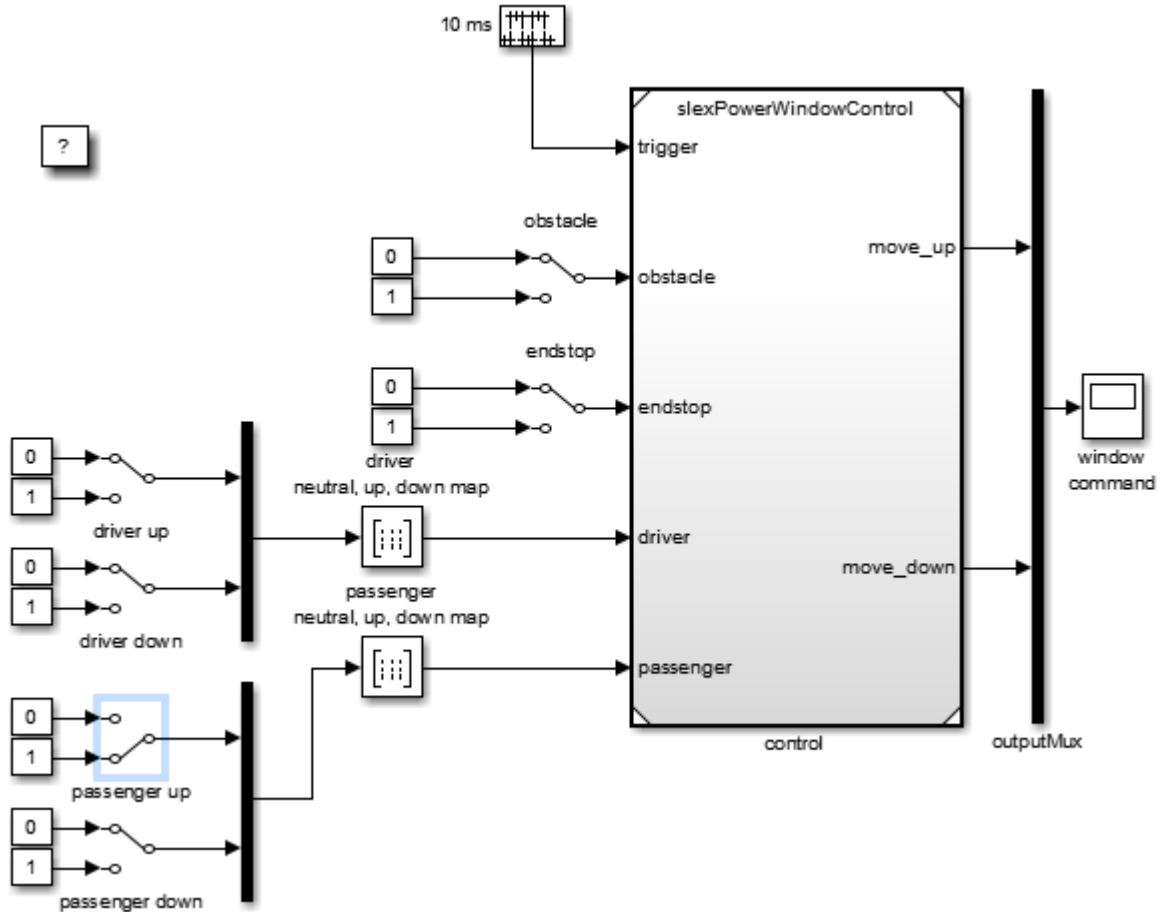 10 ms
slexPowerWindowControl
trigger
?
obstacle
0
1
obstacle
move_up
endstop
0
1
endstop
driver
neutral, up, down map
window
command
0
1
driver up
driver
0
1
driver down
passenger
neutral, up, down map
move_down
passenger
0
1
passenger up
control
outputMux
0
1
passenger down